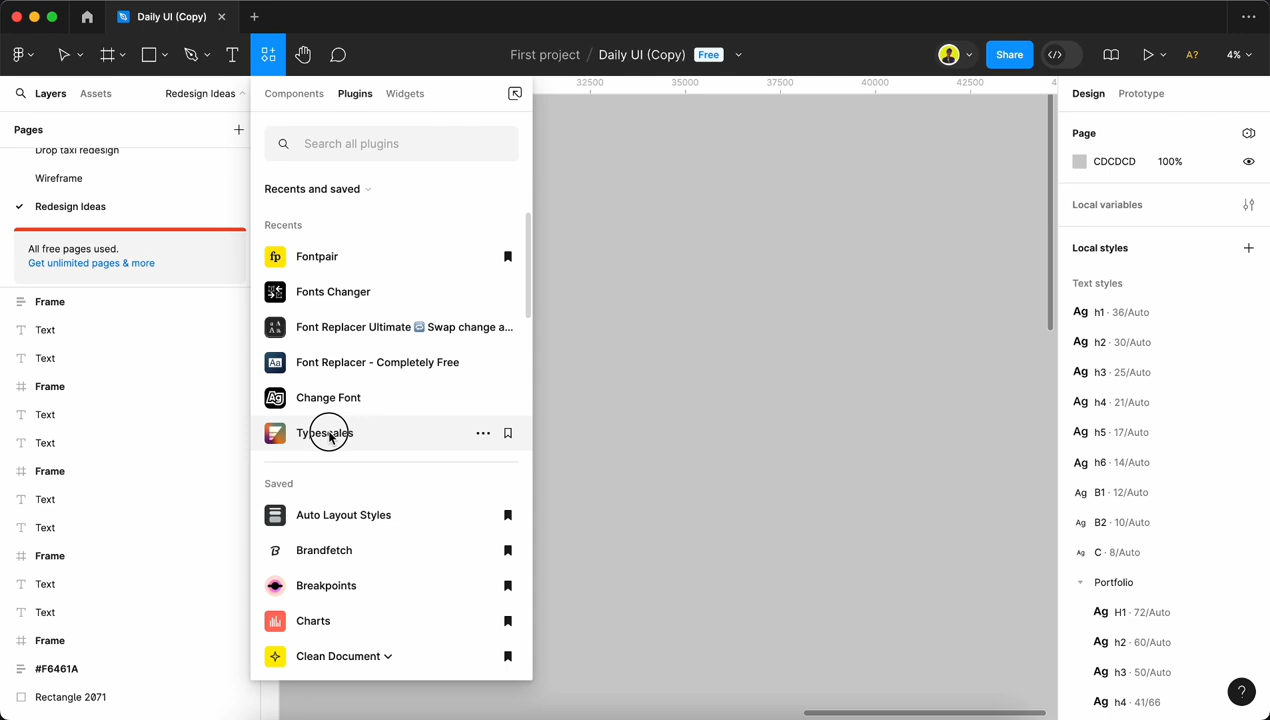 Daily UI (Copy)
First project / Daily UI (Copy) Free
Share
A?
4%
Layers Assets Redesign Ideas
Pages
Drop taxi redesign
Wireframe
Redesign Ideas
All free pages used.
Get unlimited pages & more
Frame
Text
Text
Frame
Text
Text
Frame
Text
Text
Frame
Text
Text
Frame
#F6461A
Rectangle 2071
Components Plugins Widgets
Search all plugins
Recents and saved
Recents
fp Fontpair
Fonts Changer
Font Replacer Ultimate Swap change a...
Aa Font Replacer - Completely Free
Ag Change Font
Typescales
Saved
Auto Layout Styles
Brandfetch
Breakpoints
Charts
Clean Document
32500 35000 37500 40000 42500 4
Design Prototype
Page
CDCDCD 100%
Local variables
Local styles
Text styles
Ag h1 · 36/Auto
Ag h2 · 30/Auto
Ag h3 · 25/Auto
Ag h4 · 21/Auto
Ag h5 · 17/Auto
Ag h6 · 14/Auto
Ag B1 · 12/Auto
Ag B2 · 10/Auto
Ag C · 8/Auto
Portfolio
Ag H1 · 72/Auto
Ag h2 · 60/Auto
Ag h3 · 50/Auto
Ag h4 · 41/66
?